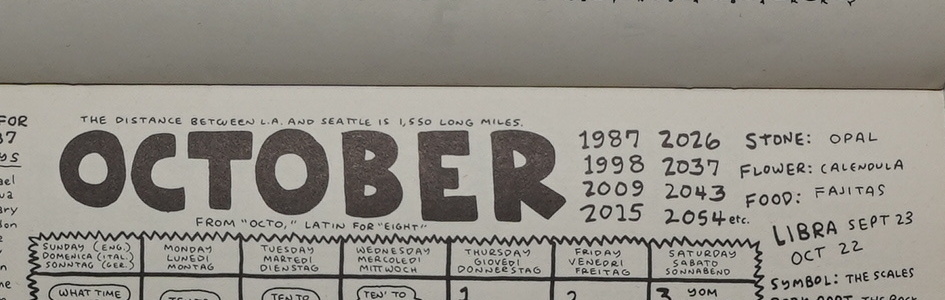 THE DISTANCE BETWEEN L.A. AND SEATTLE IS 1,550 LONG MILES.
OCTOBER
FROM "OCTO," LATIN FOR "EIGHT"
1987 2026
1998 2037
2009 2043
2015 2054 etc.
STONE: OPAL
FLOWER: CALENDULA
FOOD: FAJITAS
LIBRA SEPT 23
OCT 22
SYMBOL: THE SCALES
FOR
SUNDAY (ENG.)
DOMENICA (ITAL.)
SONNTAG (GER.)
MONDAY
LUNEDI
MONTAG
TUESDAY
MARTEDI
DIENSTAG
WEDNESDAY
MERCOLEDI
MITTWOCH
THURSDAY
GIOVEDI
DONNERSTAG
FRIDAY
VENEDRI
FREITAG
SATURDAY
SABATO
SONNABEND
WHAT TIME
TEN TO
TEN' TO
1
2
3 YOM